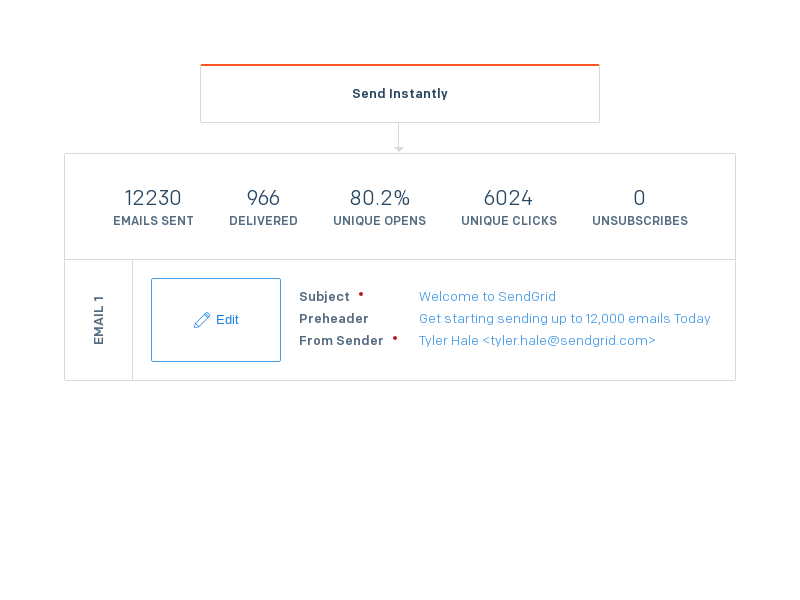 Send Instantly
12230 966 80.2% 6024 0
EMAILS SENT DELIVERED UNIQUE OPENS UNIQUE CLICKS UNSUBSCRIBES
EMAIL 1
Edit
Subject • Welcome to SendGrid
Preheader Get starting sending up to 12,000 emails Today
From Sender • Tyler Hale <tyler.hale@sendgrid.com>